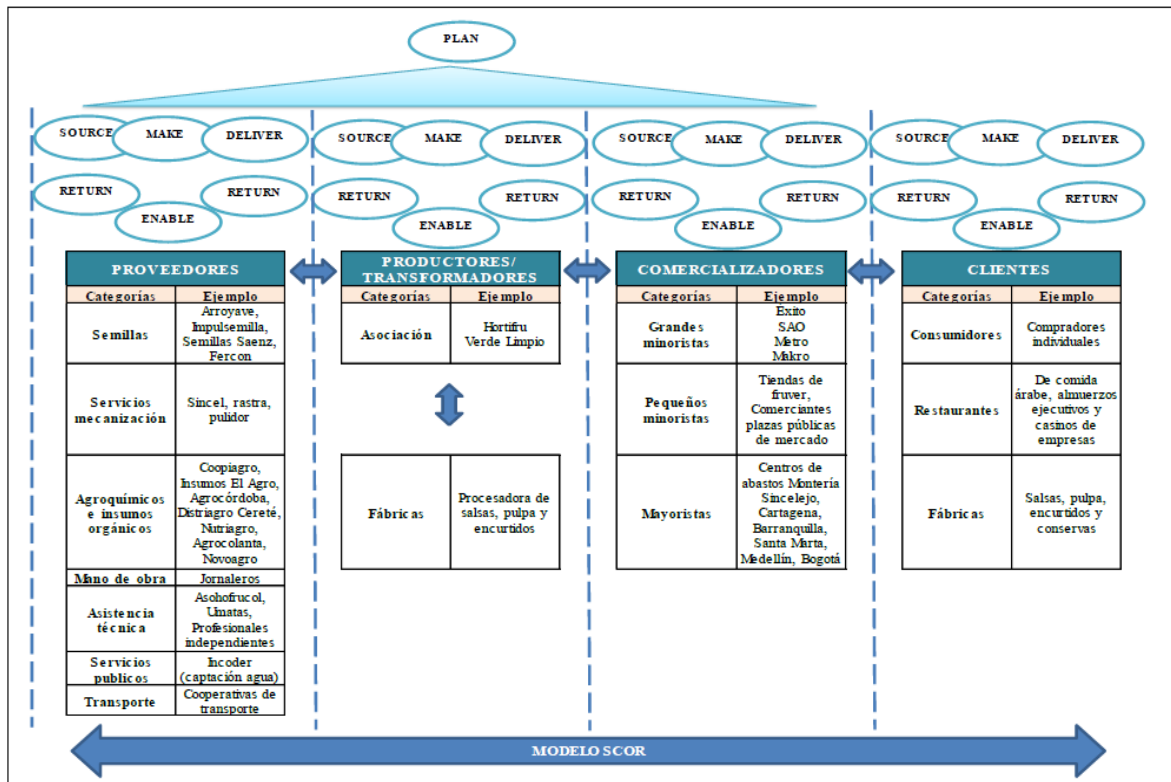 PLAN
SOURCE MAKE DELIVER
RETURN ENABLE RETURN
SOURCE MAKE DELIVER
RETURN ENABLE RETURN
SOURCE MAKE DELIVER
RETURN ENABLE RETURN
SOURCE MAKE DELIVER
RETURN ENABLE RETURN
PROVEEDORES
Categorías Ejemplo
Semillas
Arroyave,
Impulsemilla,
Semillas Saenz,
Fercon
Servicios
mecanización
Sincel, rastra,
pulidor
Agroquímicos
e insumos
orgánicos
Coopiagro,
Insumos El Agro,
Agrocórdoba,
Distriagro Cereté,
Nutriagro,
Agrocolanta,
Novoagro
Mano de obra
Jornaleros
Asistencia
técnica
Asohofrucol,
Umatas,
Profesionales
independientes
Servicios
publicos
Incoder
(captación agua)
Transporte
Cooperativas de
transporte
PRODUCTORES/
TRANSFORMADORES
Categorías Ejemplo
Asociación
Hortifru
Verde Limpio
Fábricas
Procesadora de
salsas, pulpa y
encurtidos
COMERCIALIZADORES
Categorías Ejemplo
Grandes
minoristas
Exito
SAO
Metro
Makro
Pequeños
minoristas
Tiendas de
fruver,
Comerciantes
plazas públicas
de mercado
Mayoristas
Centros de
abastos Montería
Sincelejo,
Cartagena,
Barranquilla,
Santa Marta,
Medellín, Bogotá
CLIENTES
Categorías Ejemplo
Consumidores
Compradores
individuales
Restaurantes
De comida
árabe, almuerzos
ejecutivos y
casinos de
empresas
Fábricas
Salsas, pulpa,
encurtidos y
conservas
MODELO SCOR